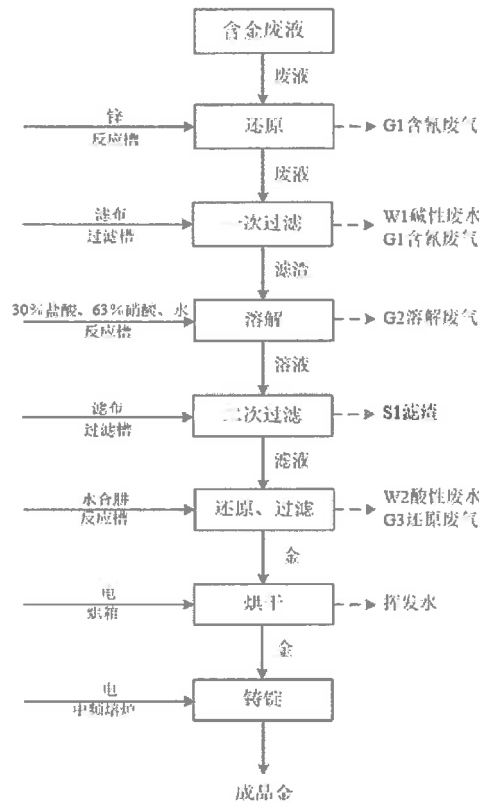 含金废液
废液
锌
反应槽
还原
G1含氰废气
废液
滤布
过滤槽
一次过滤
W1碱性废水
G1含氰废气
滤渣
30%盐酸、63%硝酸、水
反应槽
溶解
G2溶解废气
溶液
滤布
过滤槽
二次过滤
S1滤渣
滤液
水合肼
反应槽
还原、过滤
W2酸性废水
G3还原废气
金
电
烘箱
烘干
挥发水
金
电
中频熔炉
铸锭
成品金